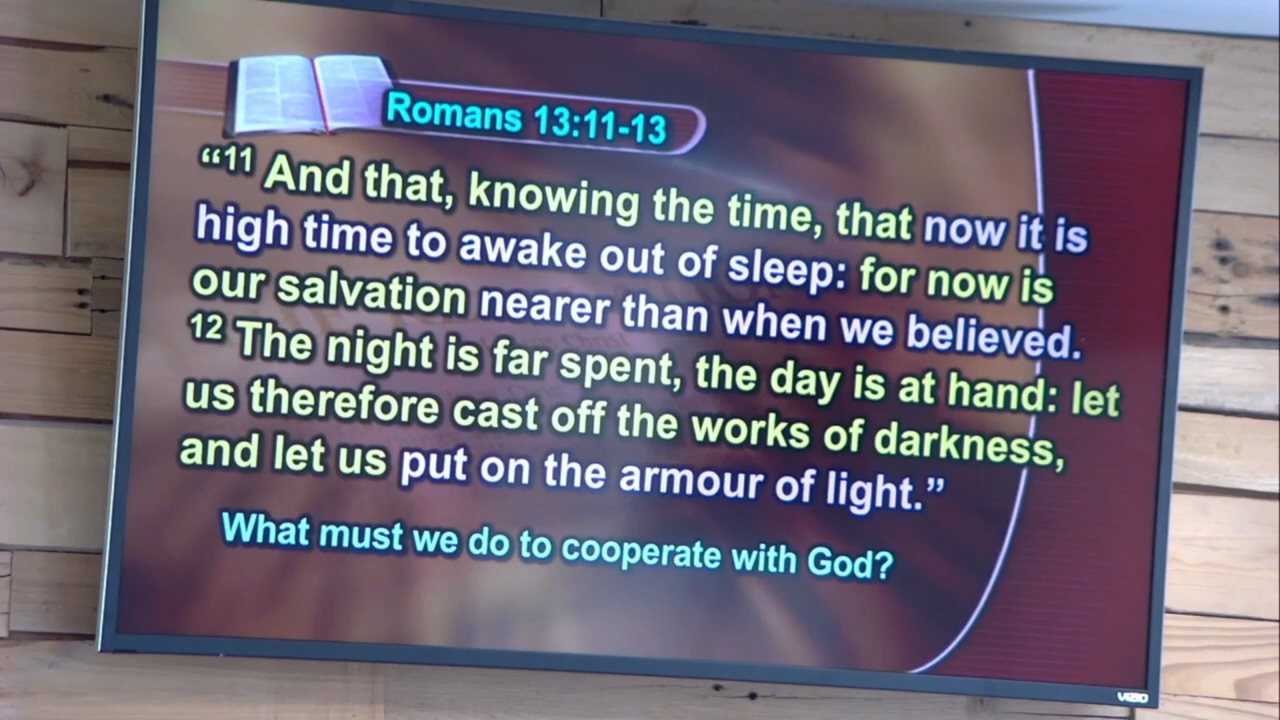 Romans 13:11-13
“11 And that, knowing the time, that now it is
high time to awake out of sleep: for now is
our salvation nearer than when we believed.
12 The night is far spent, the day is at hand: let
us therefore cast off the works of darkness,
and let us put on the armour of light.”
What must we do to cooperate with God?
VIZIO